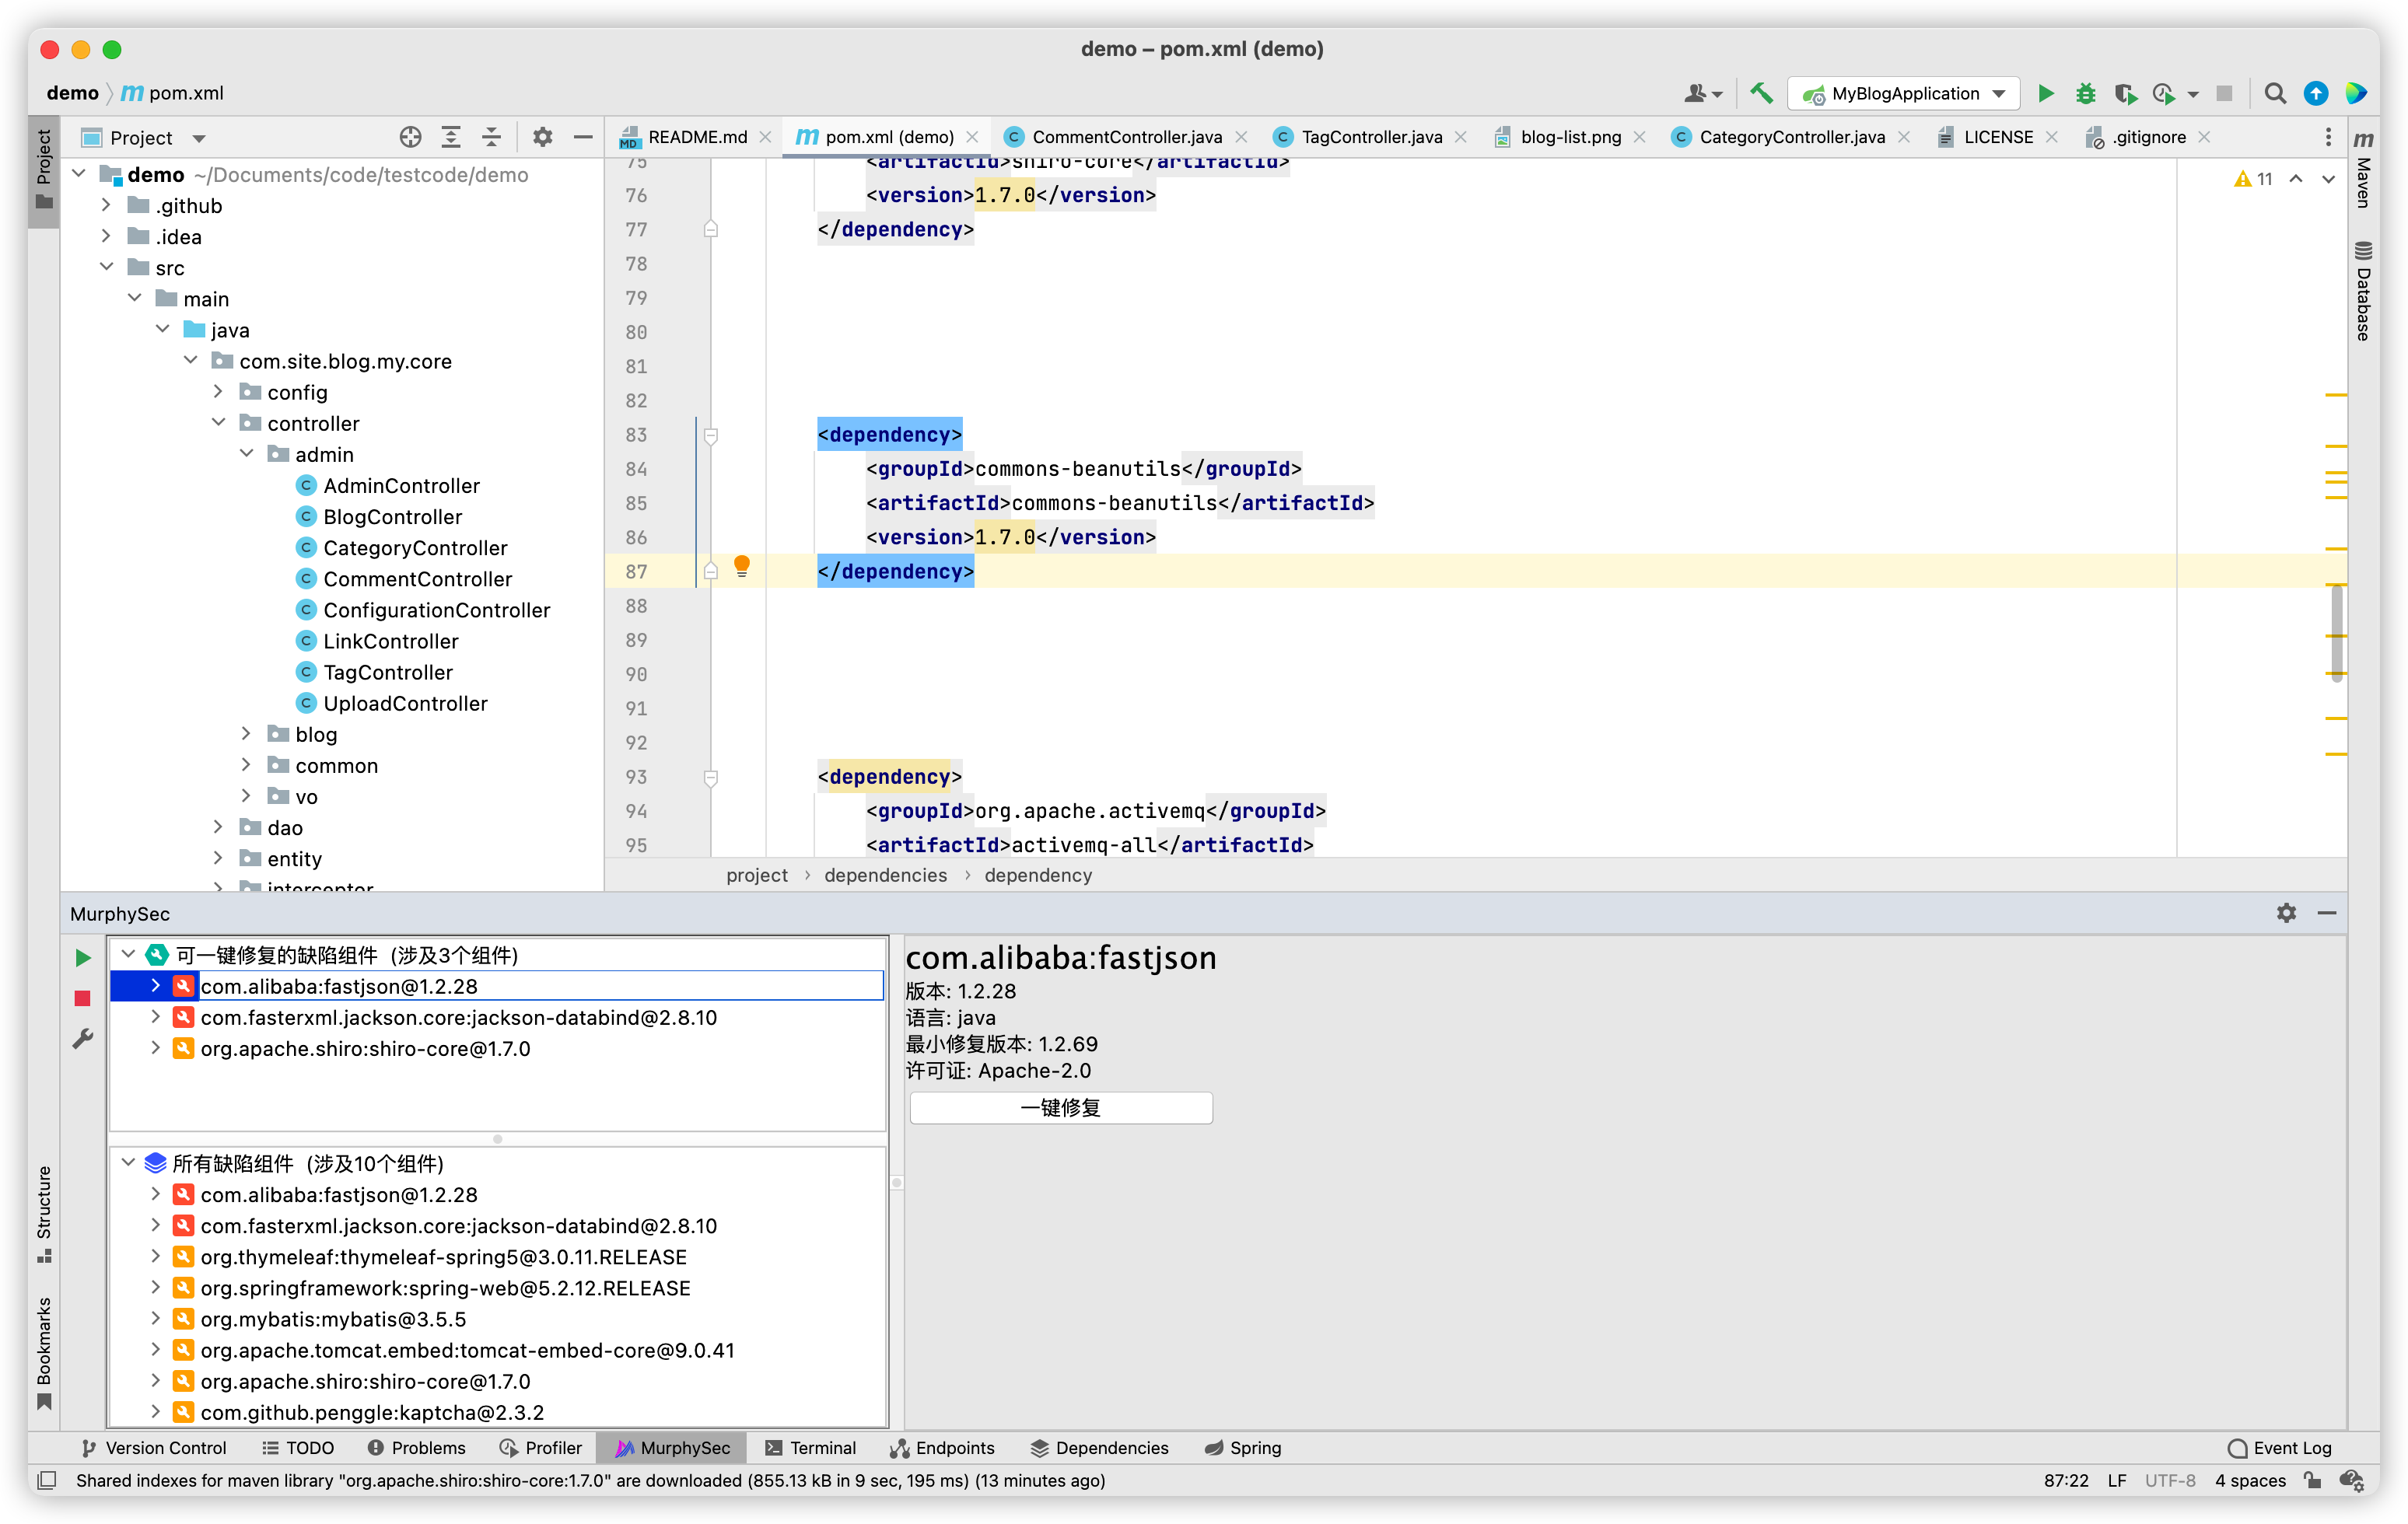 demo – pom.xml (demo)
demo pom.xml
MyBlogApplication
Project
Project
README.md
pom.xml (demo)
CommentController.java
TagController.java
blog-list.png
CategoryController.java
LICENSE
.gitignore
Maven
Database
demo ~/Documents/code/testcode/demo
.github
.idea
src
main
java
com.site.blog.my.core
config
controller
admin
AdminController
BlogController
CategoryController
CommentController
ConfigurationController
LinkController
TagController
UploadController
blog
common
vo
dao
entity
interceptor
11
75 <artifactId>shiro-core</artifactId>
76 <version>1.7.0</version>
77 </dependency>
78
79
80
81
82
83 <dependency>
84 <groupId>commons-beanutils</groupId>
85 <artifactId>commons-beanutils</artifactId>
86 <version>1.7.0</version>
87 </dependency>
88
89
90
91
92
93 <dependency>
94 <groupId>org.apache.activemq</groupId>
95 <artifactId>activemq-all</artifactId>
project › dependencies › dependency
MurphySec
可一键修复的缺陷组件 (涉及3个组件)
com.alibaba:fastjson@1.2.28
com.fasterxml.jackson.core:jackson-databind@2.8.10
org.apache.shiro:shiro-core@1.7.0
所有缺陷组件 (涉及10个组件)
com.alibaba:fastjson@1.2.28
com.fasterxml.jackson.core:jackson-databind@2.8.10
org.thymeleaf:thymeleaf-spring5@3.0.11.RELEASE
org.springframework:spring-web@5.2.12.RELEASE
org.mybatis:mybatis@3.5.5
org.apache.tomcat.embed:tomcat-embed-core@9.0.41
org.apache.shiro:shiro-core@1.7.0
com.github.penggle:kaptcha@2.3.2
com.alibaba:fastjson
版本: 1.2.28
语言: java
最小修复版本: 1.2.69
许可证: Apache-2.0
一键修复
Structure
Bookmarks
Version Control
TODO
Problems
Profiler
MurphySec
Terminal
Endpoints
Dependencies
Spring
Event Log
Shared indexes for maven library "org.apache.shiro:shiro-core:1.7.0" are downloaded (855.13 kB in 9 sec, 195 ms) (13 minutes ago)
87:22 LF UTF-8 4 spaces